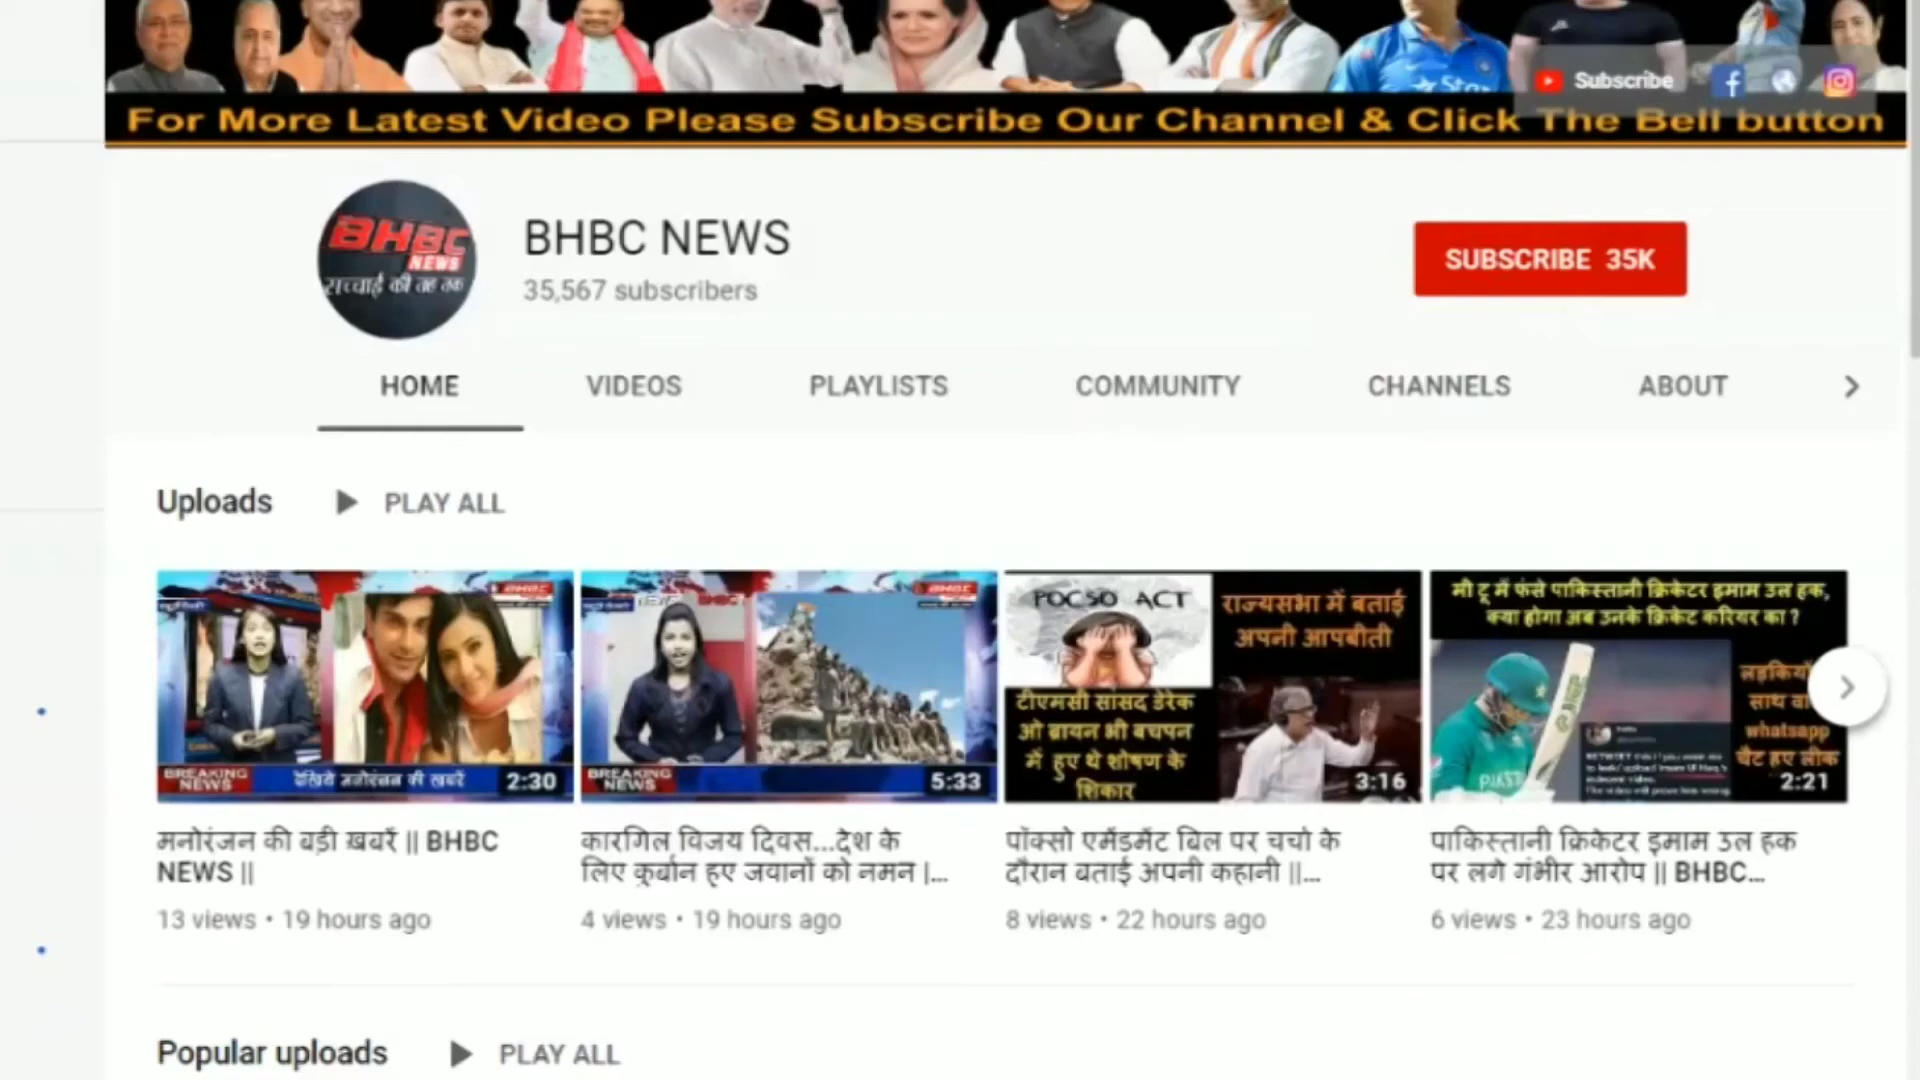 Subscribe
For More Latest Video Please Subscribe Our Channel & Click The Bell button
BHBC
NEWS
सच्चाई की तह तक
BHBC NEWS
35,567 subscribers
SUBSCRIBE 35K
HOME VIDEOS PLAYLISTS COMMUNITY CHANNELS ABOUT
Uploads PLAY ALL
BHBC
BREAKING
NEWS
देखिये मनोरंजन की खबरें
2:30
BHBC
BREAKING
NEWS
5:33
POCSO ACT
राज्यसभा में बताई
अपनी आपबीती
टीएमसी सांसद डेरेक
ओ ब्रायन भी बचपन
में हुए थे शोषण के
शिकार
3:16
मी टू में फंसे पाकिस्तानी क्रिकेटर इमाम उल हक,
क्या होगा अब उनके क्रिकेट करियर का ?
साथ
whatsapp
चैट हुए लीक
2:21
मनोरंजन की बड़ी ख़बरें || BHBC
NEWS ||
13 views • 19 hours ago
कारगिल विजय दिवस...देश के
लिए कुर्बान हुए जवानों को नमन |...
4 views • 19 hours ago
पॉक्सो एमेंडमेंट बिल पर चर्चा के
दौरान बताई अपनी कहानी ||...
8 views • 22 hours ago
पाकिस्तानी क्रिकेटर इमाम उल हक
पर लगे गंभीर आरोप || BHBC...
6 views • 23 hours ago
Popular uploads PLAY ALL